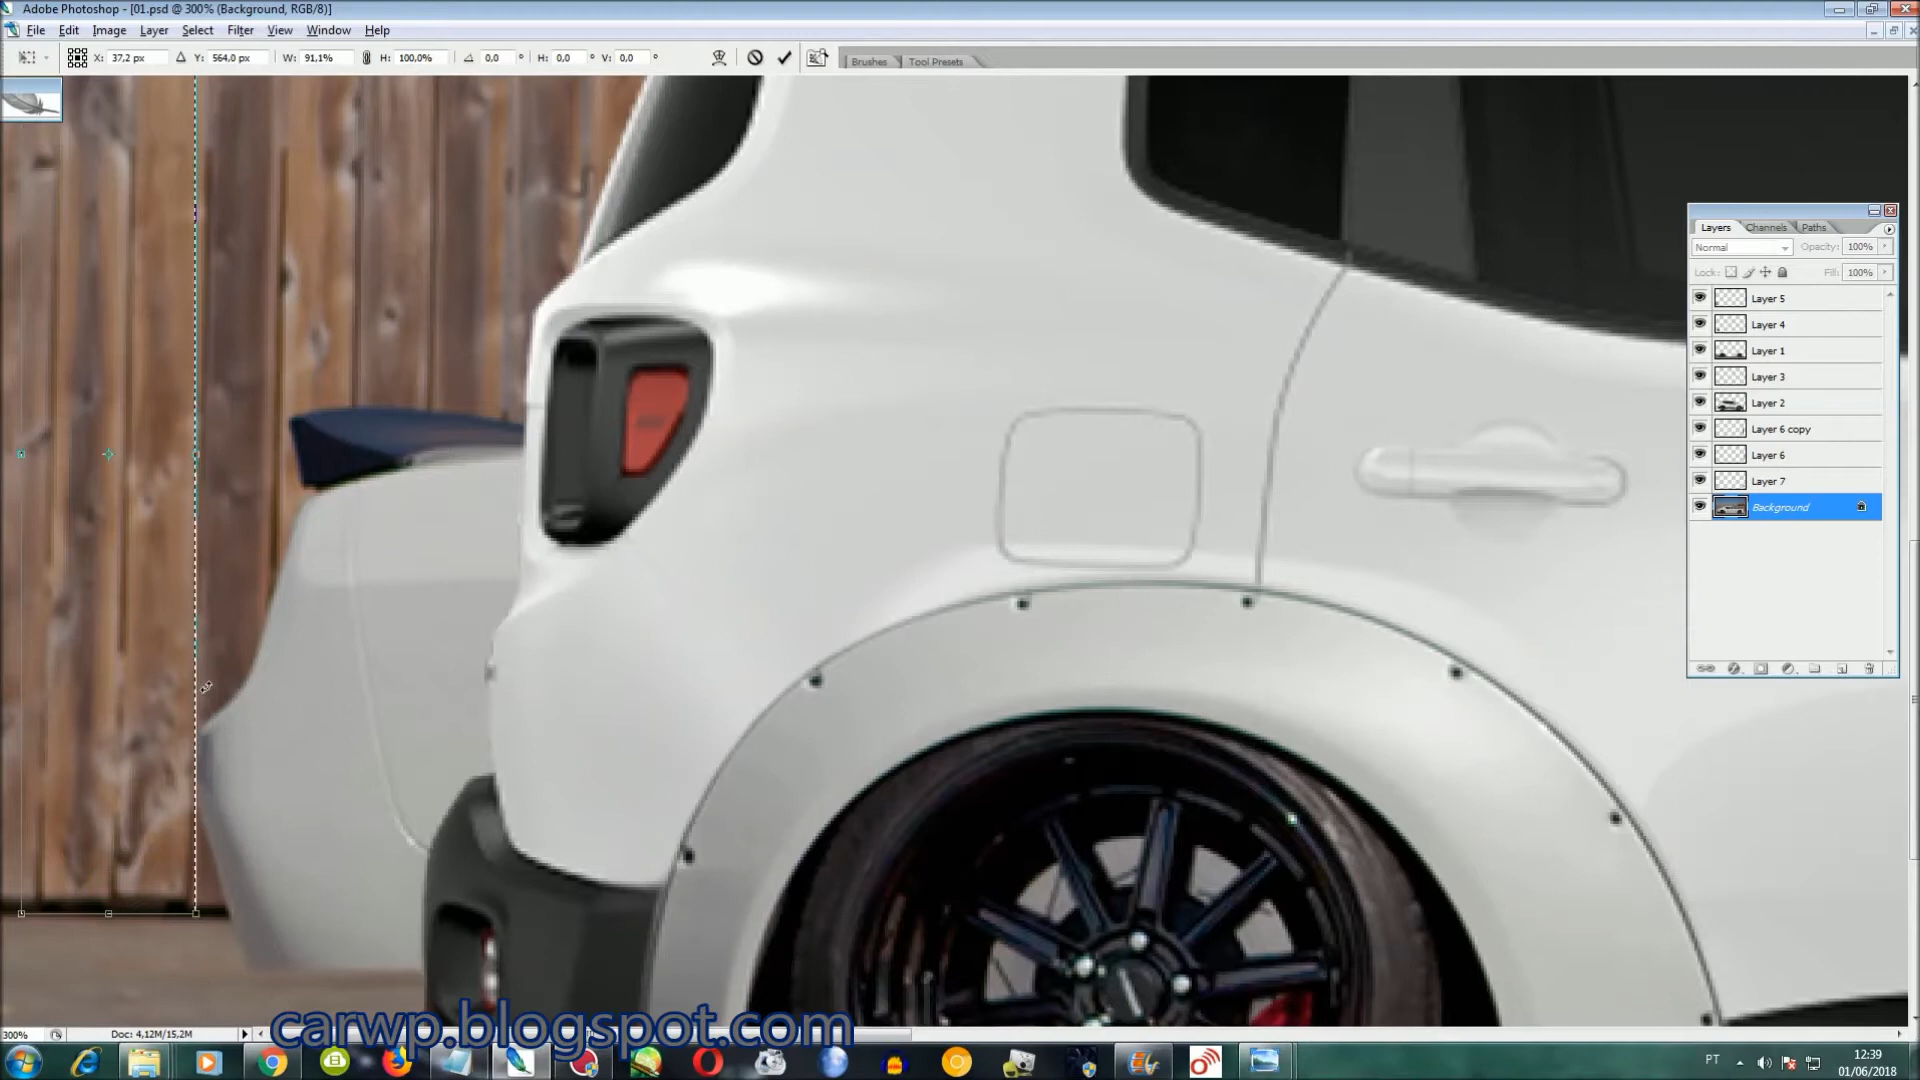 Adobe Photoshop - [01.psd @ 300% (Background, RGB/8)]
File Edit Image Layer Select Filter View Window Help
X: 37,2 px Y: 564,0 px W: 91,1% H: 100,0% 0,0 ° H: 0,0 ° V: 0,0 °
Brushes Tool Presets
Layers Channels Paths
Normal Opacity: 100%
Lock: Fill: 100%
Layer 5
Layer 4
Layer 1
Layer 3
Layer 2
Layer 6 copy
Layer 6
Layer 7
Background
300% Doc: 4,12M/15,2M
carwp.blogspot.com
PT 12:39
01/06/2018